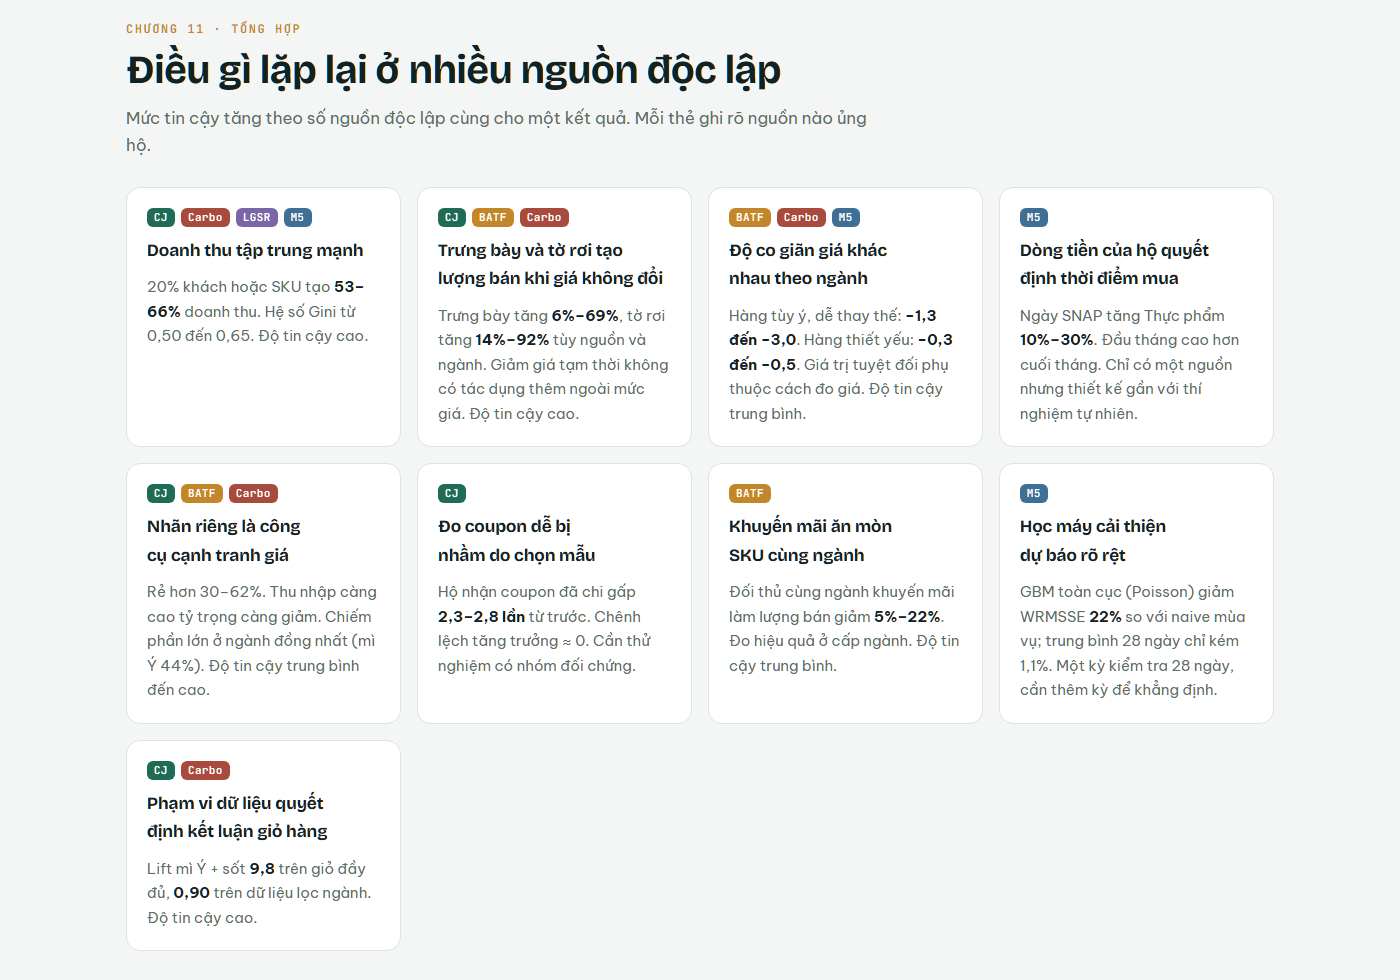 CHƯƠNG 11 · TỔNG HỢP
Điều gì lặp lại ở nhiều nguồn độc lập
Mức tin cậy tăng theo số nguồn độc lập cùng cho một kết quả. Mỗi thẻ ghi rõ nguồn nào ủng
hộ.
CJ Carbo LGSR M5
Doanh thu tập trung mạnh
20% khách hoặc SKU tạo 53–
66% doanh thu. Hệ số Gini từ
0,50 đến 0,65. Độ tin cậy cao.
CJ BATF Carbo
Trưng bày và tờ rơi tạo
lượng bán khi giá không đổi
Trưng bày tăng 6%–69%, tờ rơi
tăng 14%–92% tùy nguồn và
ngành. Giảm giá tạm thời không
có tác dụng thêm ngoài mức
giá. Độ tin cậy cao.
BATF Carbo M5
Độ co giãn giá khác
nhau theo ngành
Hàng tùy ý, dễ thay thế: −1,3
đến −3,0. Hàng thiết yếu: −0,3
đến −0,5. Giá trị tuyệt đối phụ
thuộc cách đo giá. Độ tin cậy
trung bình.
M5
Dòng tiền của hộ quyết
định thời điểm mua
Ngày SNAP tăng Thực phẩm
10%–30%. Đầu tháng cao hơn
cuối tháng. Chỉ có một nguồn
nhưng thiết kế gần với thí
nghiệm tự nhiên.
CJ BATF Carbo
Nhãn riêng là công
cụ cạnh tranh giá
Rẻ hơn 30–62%. Thu nhập càng
cao tỷ trọng càng giảm. Chiếm
phần lớn ở ngành đồng nhất (mì
Ý 44%). Độ tin cậy trung bình
đến cao.
CJ
Đo coupon dễ bị
nhầm do chọn mẫu
Hộ nhận coupon đã chi gấp
2,3–2,8 lần từ trước. Chênh
lệch tăng trưởng ≈ 0. Cần thử
nghiệm có nhóm đối chứng.
BATF
Khuyến mãi ăn mòn
SKU cùng ngành
Đối thủ cùng ngành khuyến mãi
làm lượng bán giảm 5%–22%.
Đo hiệu quả ở cấp ngành. Độ tin
cậy trung bình.
M5
Học máy cải thiện
dự báo rõ rệt
GBM toàn cục (Poisson) giảm
WRMSSE 22% so với naive mùa
vụ; trung bình 28 ngày chỉ kém
1,1%. Một kỳ kiểm tra 28 ngày,
cần thêm kỳ để khẳng định.
CJ Carbo
Phạm vi dữ liệu quyết
định kết luận giỏ hàng
Lift mì Ý + sốt 9,8 trên giỏ đầy
đủ, 0,90 trên dữ liệu lọc ngành.
Độ tin cậy cao.